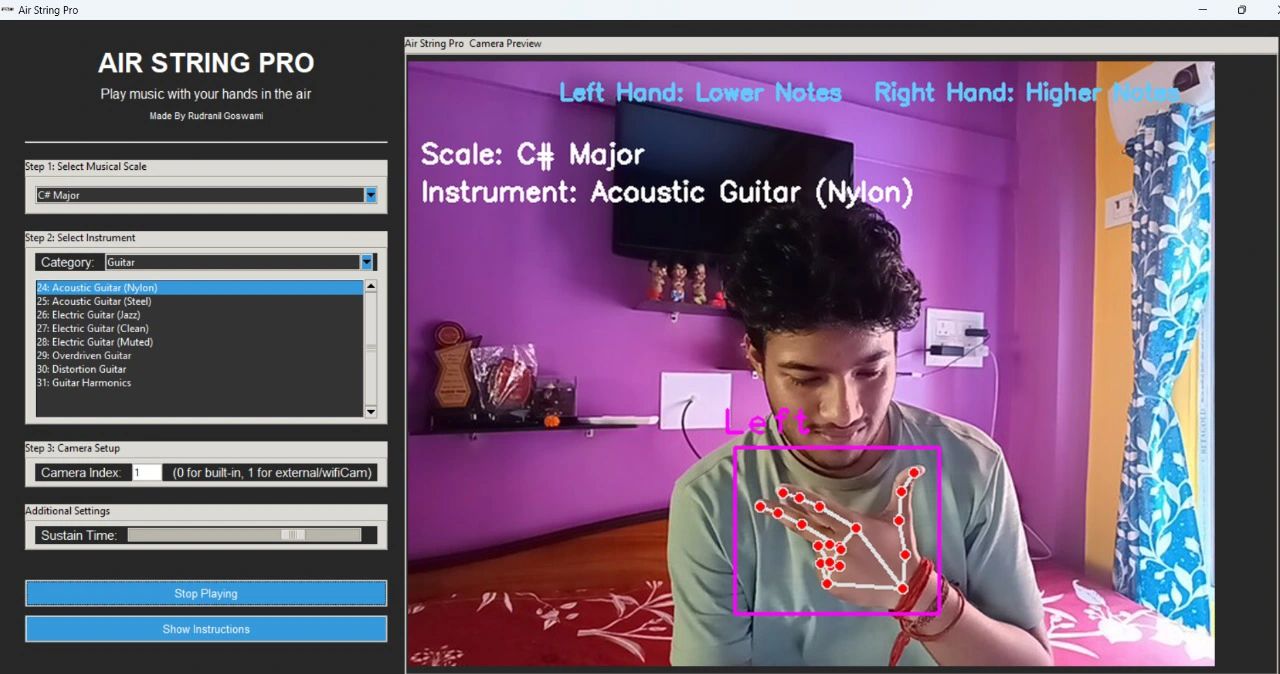 Air String Pro
AIR STRING PRO
Play music with your hands in the air
Made By Rudranil Goswami
Step 1: Select Musical Scale
C# Major
Step 2: Select Instrument
Category: Guitar
24: Acoustic Guitar (Nylon)
25: Acoustic Guitar (Steel)
26: Electric Guitar (Jazz)
27: Electric Guitar (Clean)
28: Electric Guitar (Muted)
29: Overdriven Guitar
30: Distortion Guitar
31: Guitar Harmonics
Step 3: Camera Setup
Camera Index: 1 (0 for built-in, 1 for external/wifiCam)
Additional Settings
Sustain Time:
Stop Playing
Show Instructions
Air String Pro Camera Preview
Left Hand: Lower Notes Right Hand: Higher Notes
Scale: C# Major
Instrument: Acoustic Guitar (Nylon)
Left